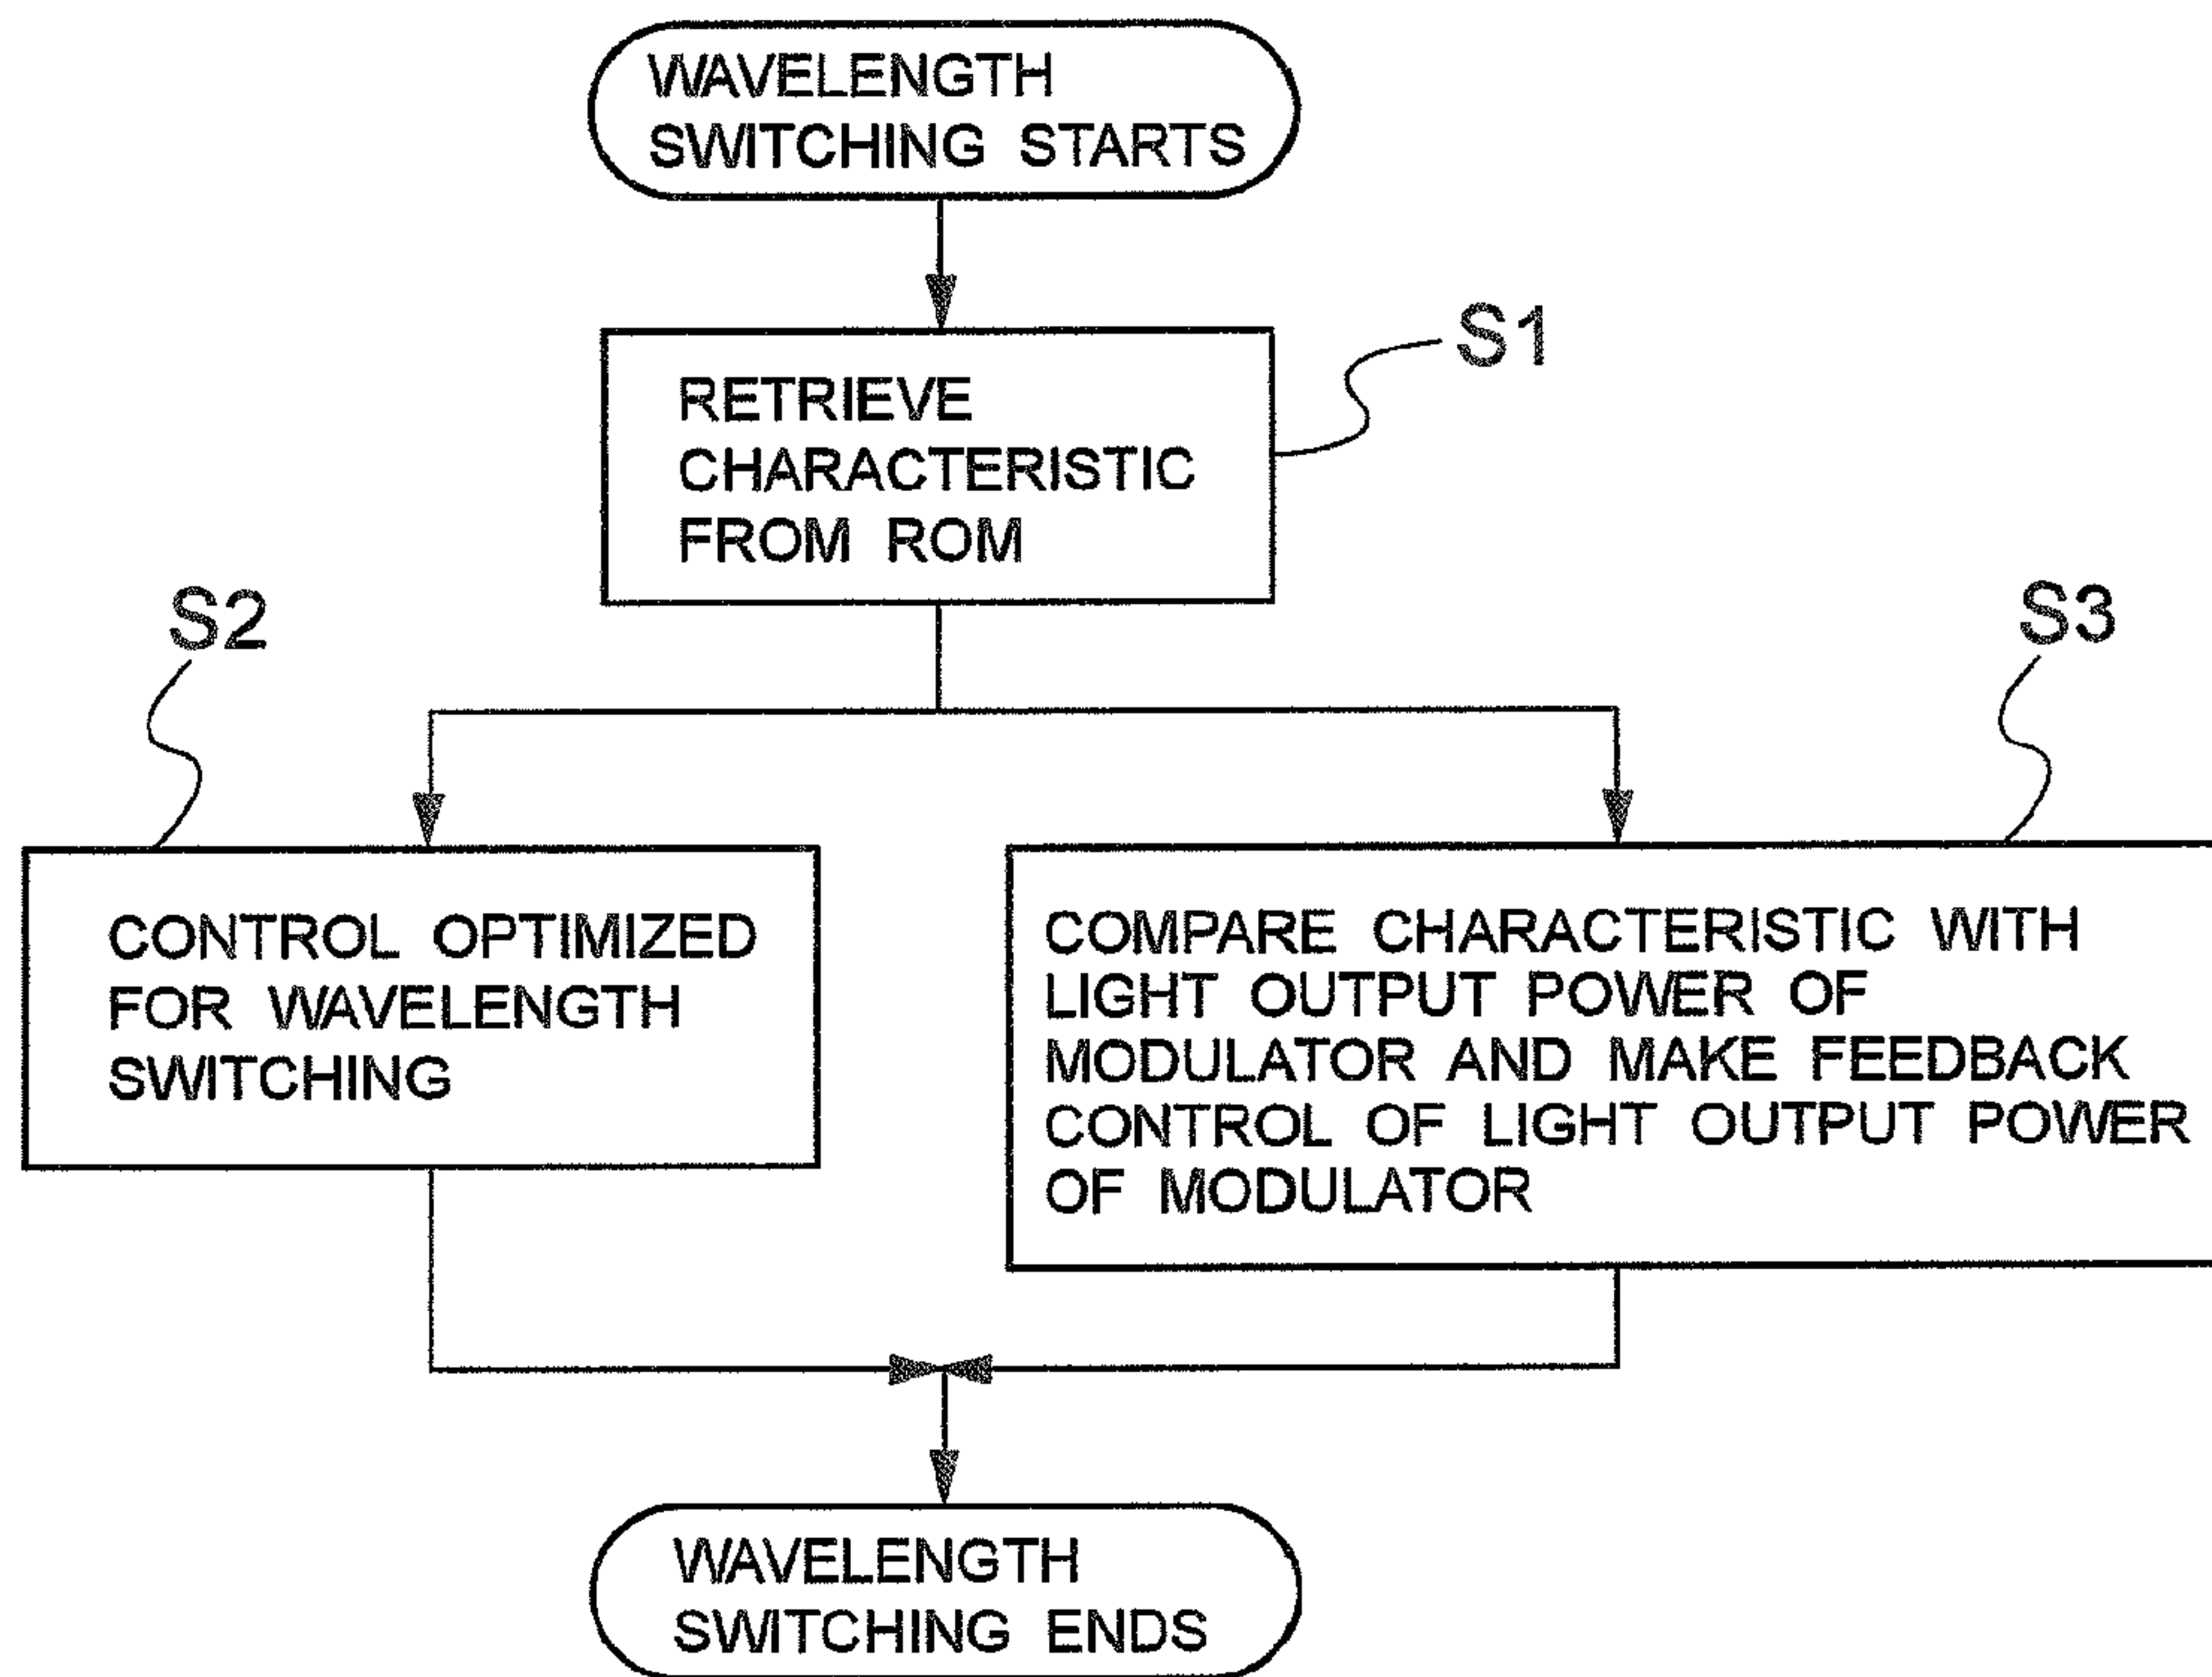 WAVELENGTH
SWITCHING STARTS
S1
RETRIEVE
CHARACTERISTIC
FROM ROM
S2
S3
CONTROL OPTIMIZED
FOR WAVELENGTH
SWITCHING
COMPARE CHARACTERISTIC WITH
LIGHT OUTPUT POWER OF
MODULATOR AND MAKE FEEDBACK
CONTROL OF LIGHT OUTPUT POWER
OF MODULATOR
WAVELENGTH
SWITCHING ENDS